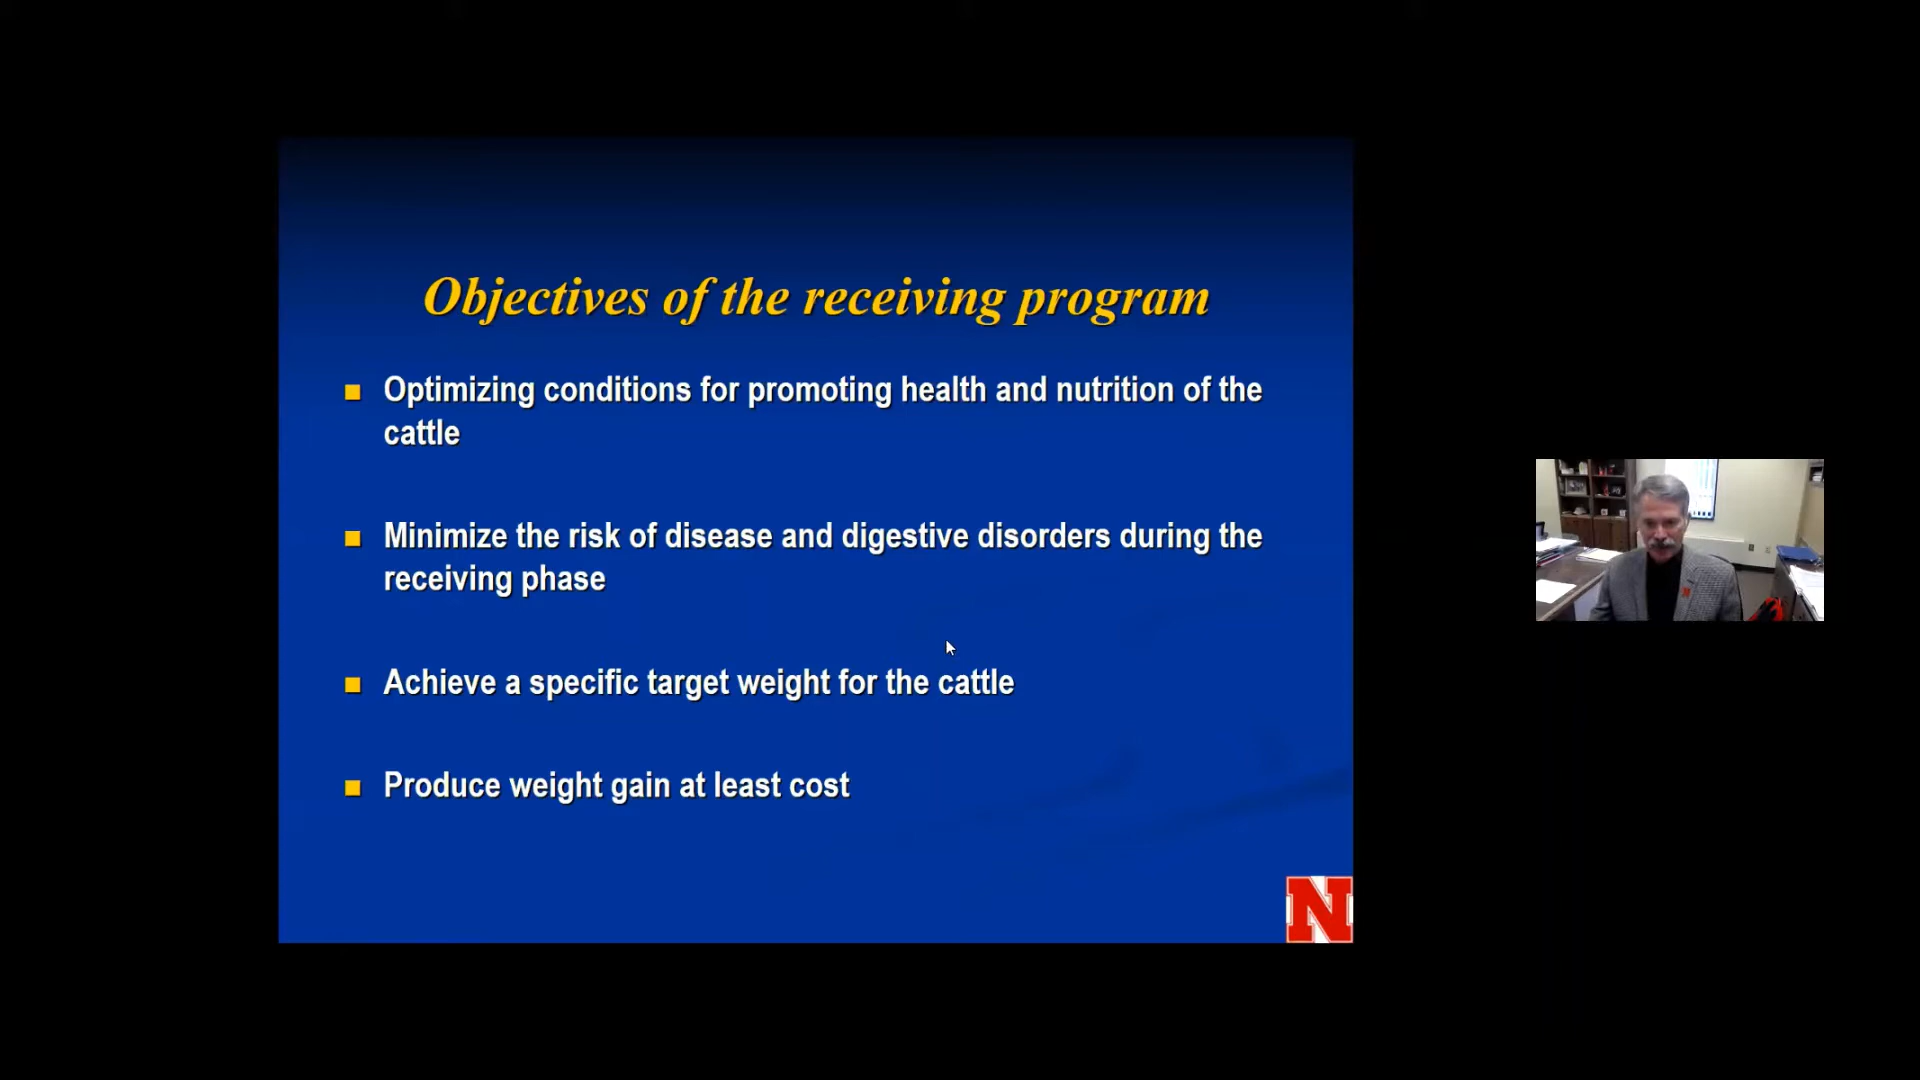 Objectives of the receiving program
Optimizing conditions for promoting health and nutrition of the
cattle
Minimize the risk of disease and digestive disorders during the
receiving phase
Achieve a specific target weight for the cattle
Produce weight gain at least cost
N